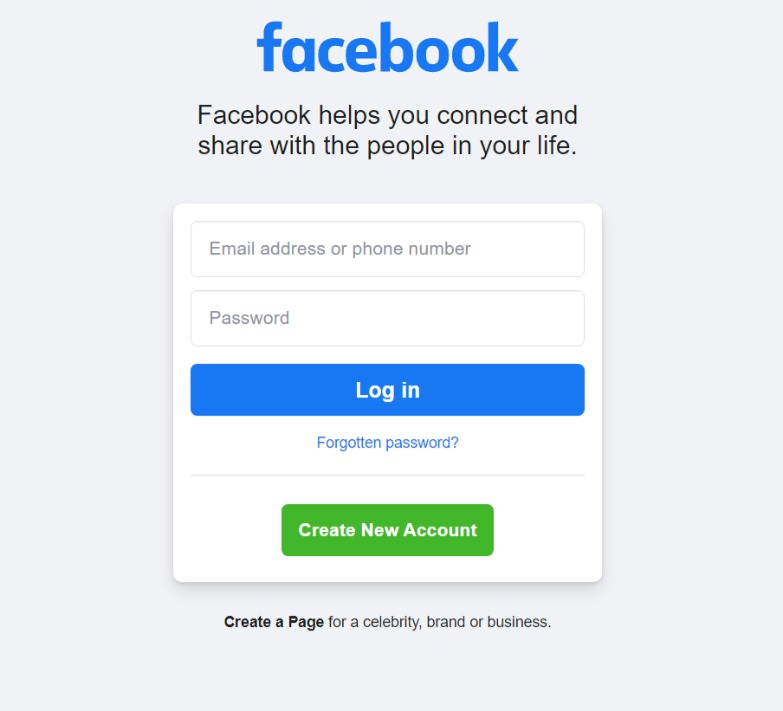 facebook
Facebook helps you connect and
share with the people in your life.
Email address or phone number
Password
Log in
Forgotten password?
Create New Account
Create a Page for a celebrity, brand or business.